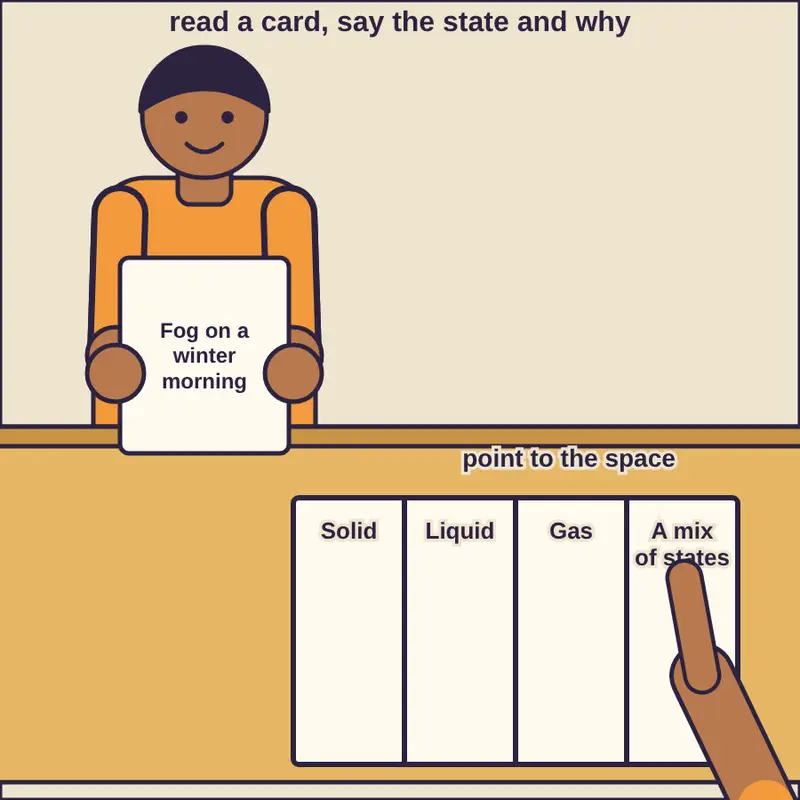 read a card, say the state and why
Fog on a
winter
morning
point to the space
Solid
Liquid
Gas
A mix
of states